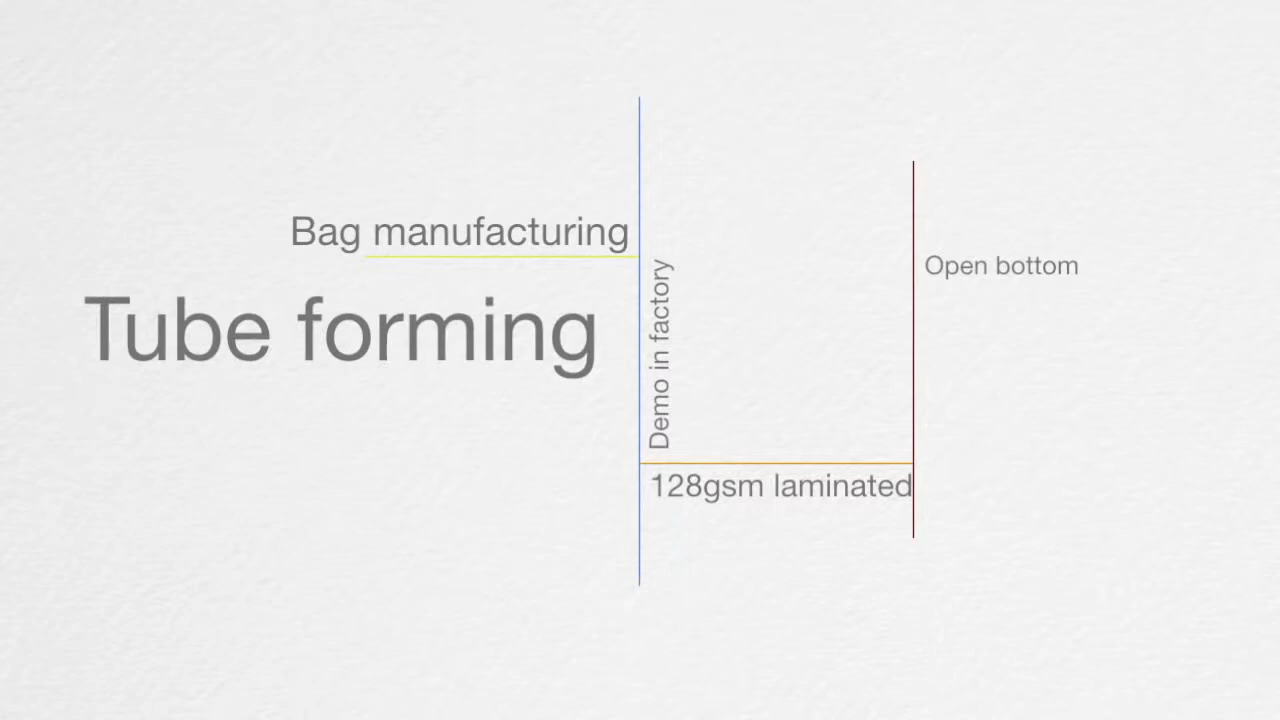 Bag manufacturing
Tube forming
Demo in factory
128gsm laminated
Open bottom